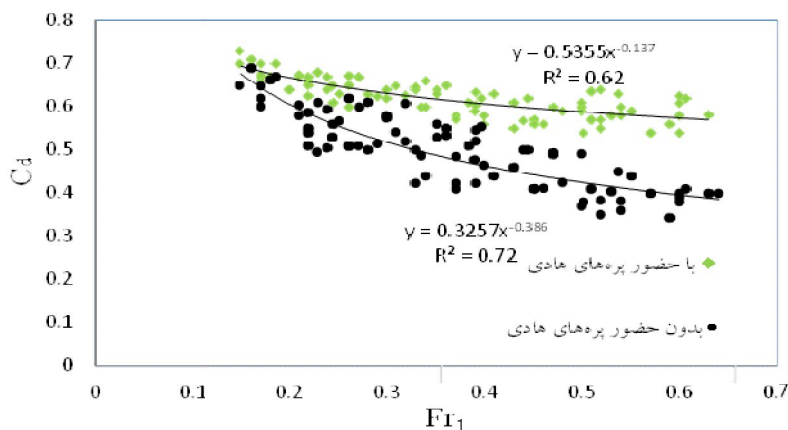 0.8
0.7
0.6
0.5
0.4
0.3
0.2
0.1
0
C_d
y = 0.5355x^-0.137
R² = 0.62
y = 0.3257x^-0.386
R² = 0.72
با حضور پره‌های هادی
بدون حضور پره‌های هادی
0 0.1 0.2 0.3 0.4 0.5 0.6 0.7
Fr₁